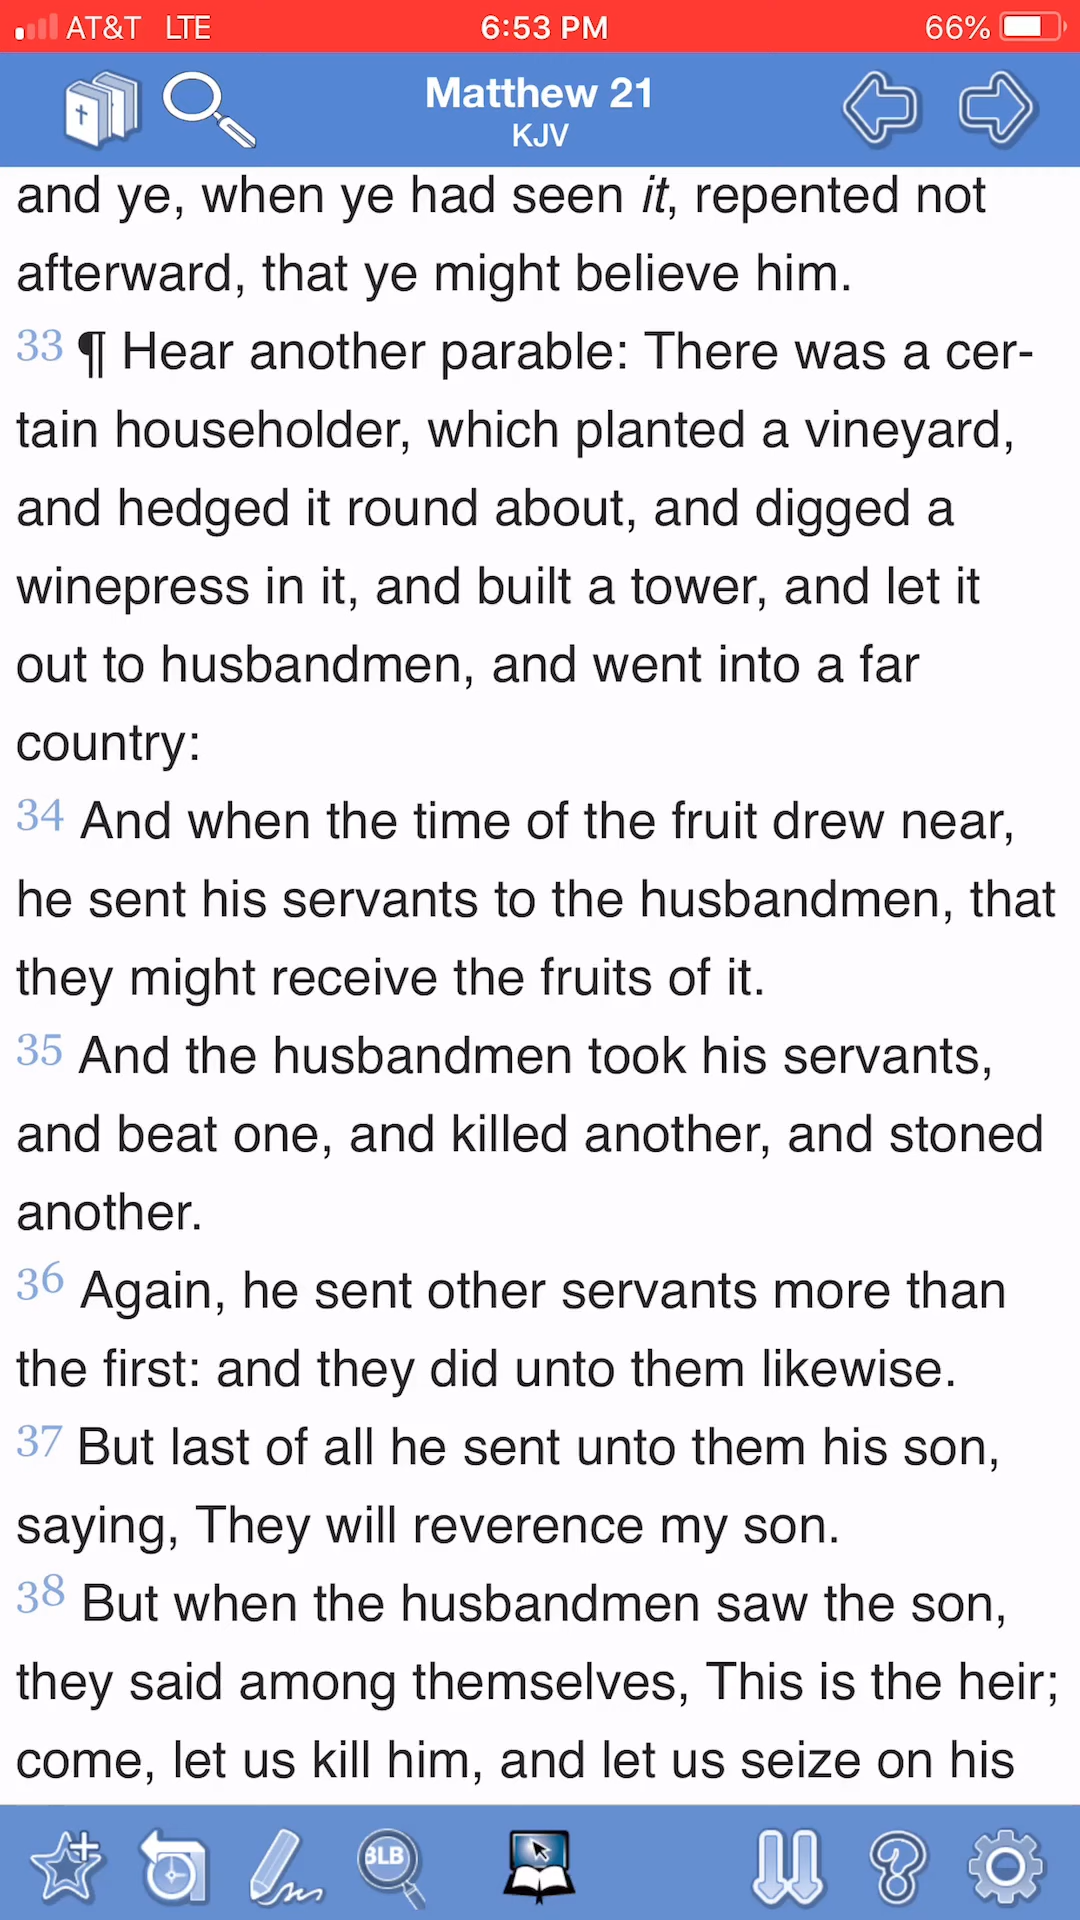 AT&T LTE 6:53 PM 66%
Matthew 21
KJV
and ye, when ye had seen it, repented not
afterward, that ye might believe him.
33 ¶ Hear another parable: There was a cer-
tain householder, which planted a vineyard,
and hedged it round about, and digged a
winepress in it, and built a tower, and let it
out to husbandmen, and went into a far
country:
34 And when the time of the fruit drew near,
he sent his servants to the husbandmen, that
they might receive the fruits of it.
35 And the husbandmen took his servants,
and beat one, and killed another, and stoned
another.
36 Again, he sent other servants more than
the first: and they did unto them likewise.
37 But last of all he sent unto them his son,
saying, They will reverence my son.
38 But when the husbandmen saw the son,
they said among themselves, This is the heir;
come, let us kill him, and let us seize on his
BLB